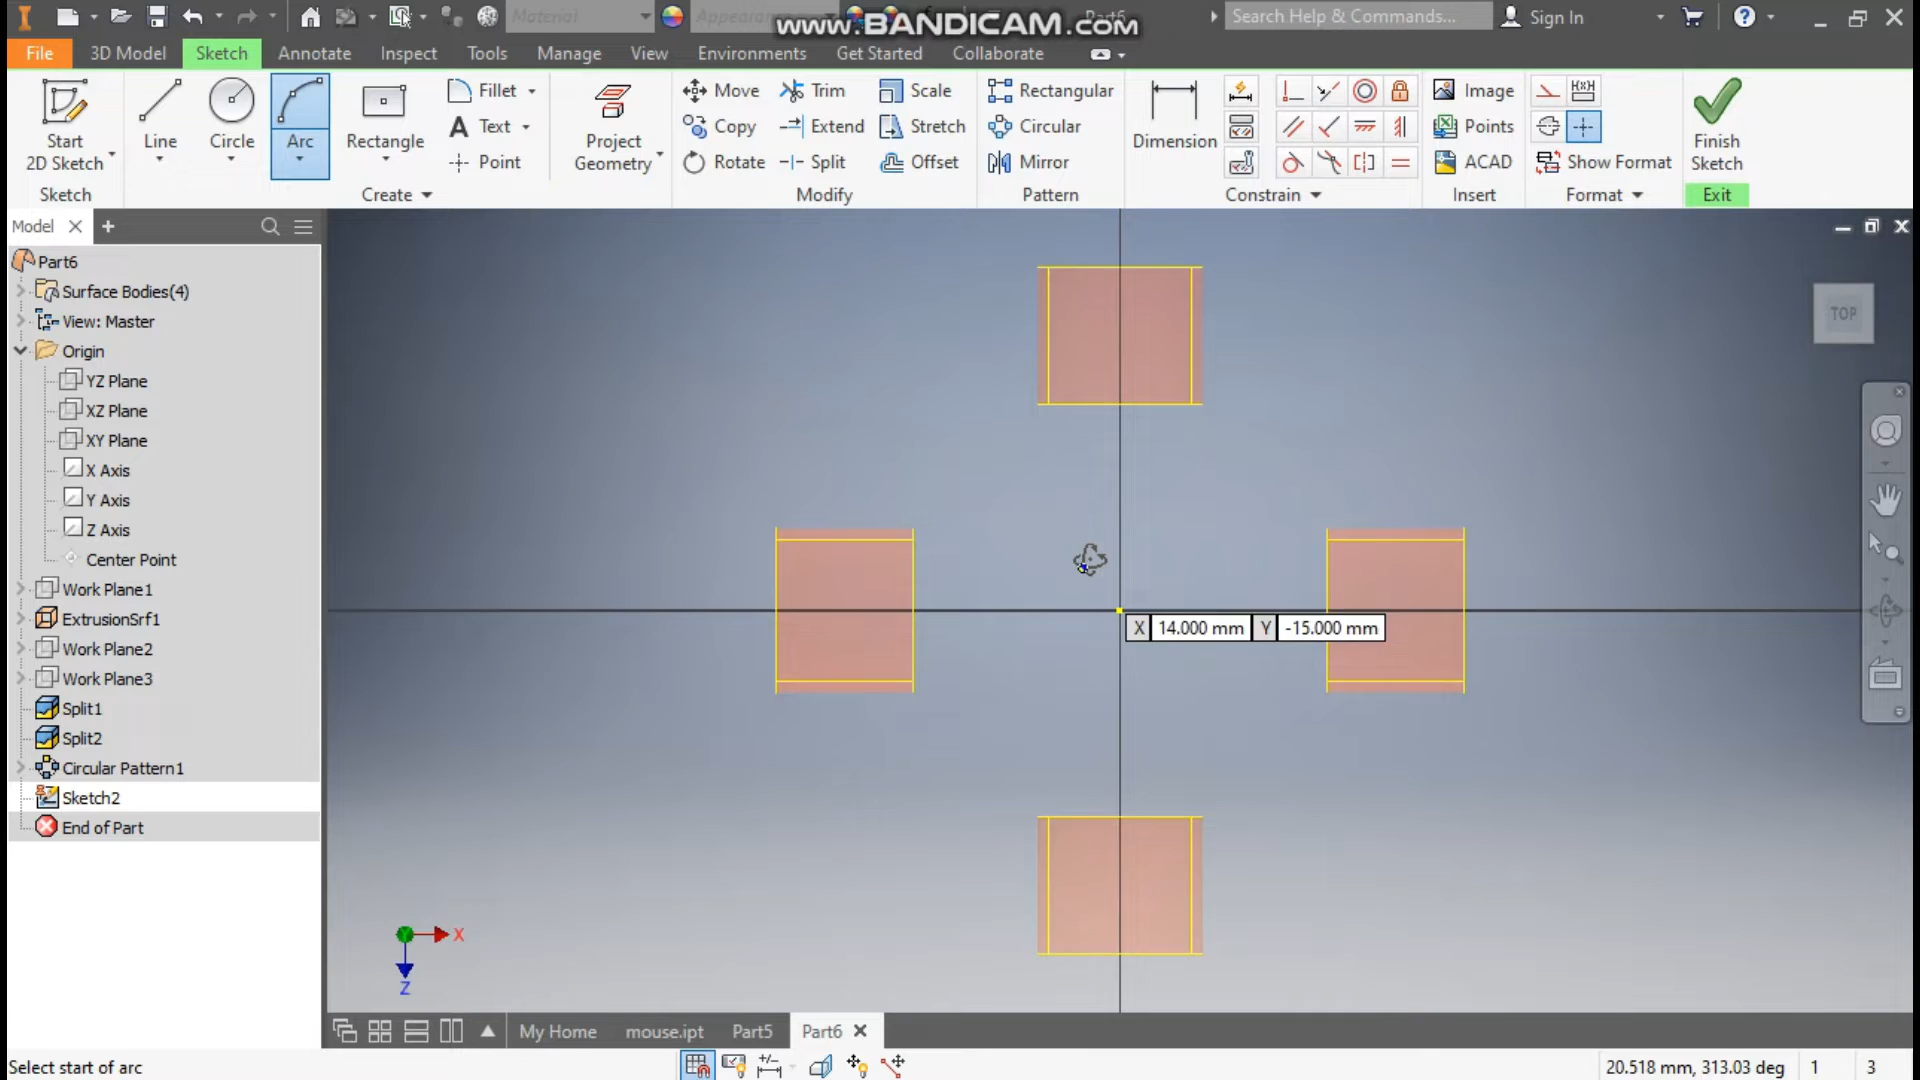 Material
Appearance
www.BANDICAM.com
Part6
Search Help & Commands...
Sign In
File
3D Model
Sketch
Annotate
Inspect
Tools
Manage
View
Environments
Get Started
Collaborate
Start
2D Sketch
Line
Circle
Arc
Rectangle
Fillet
Text
Point
Project
Geometry
Move
Trim
Scale
Copy
Extend
Stretch
Rotate
Split
Offset
Rectangular
Circular
Mirror
Dimension
Image
Points
ACAD
Show Format
Finish
Sketch
Sketch
Create
Modify
Pattern
Constrain
Insert
Format
Exit
Model
Part6
Surface Bodies(4)
View: Master
Origin
YZ Plane
XZ Plane
XY Plane
X Axis
Y Axis
Z Axis
Center Point
Work Plane1
ExtrusionSrf1
Work Plane2
Work Plane3
Split1
Split2
Circular Pattern1
Sketch2
End of Part
TOP
X 14.000 mm Y -15.000 mm
X
Z
My Home
mouse.ipt
Part5
Part6
Select start of arc
20.518 mm, 313.03 deg
1
3